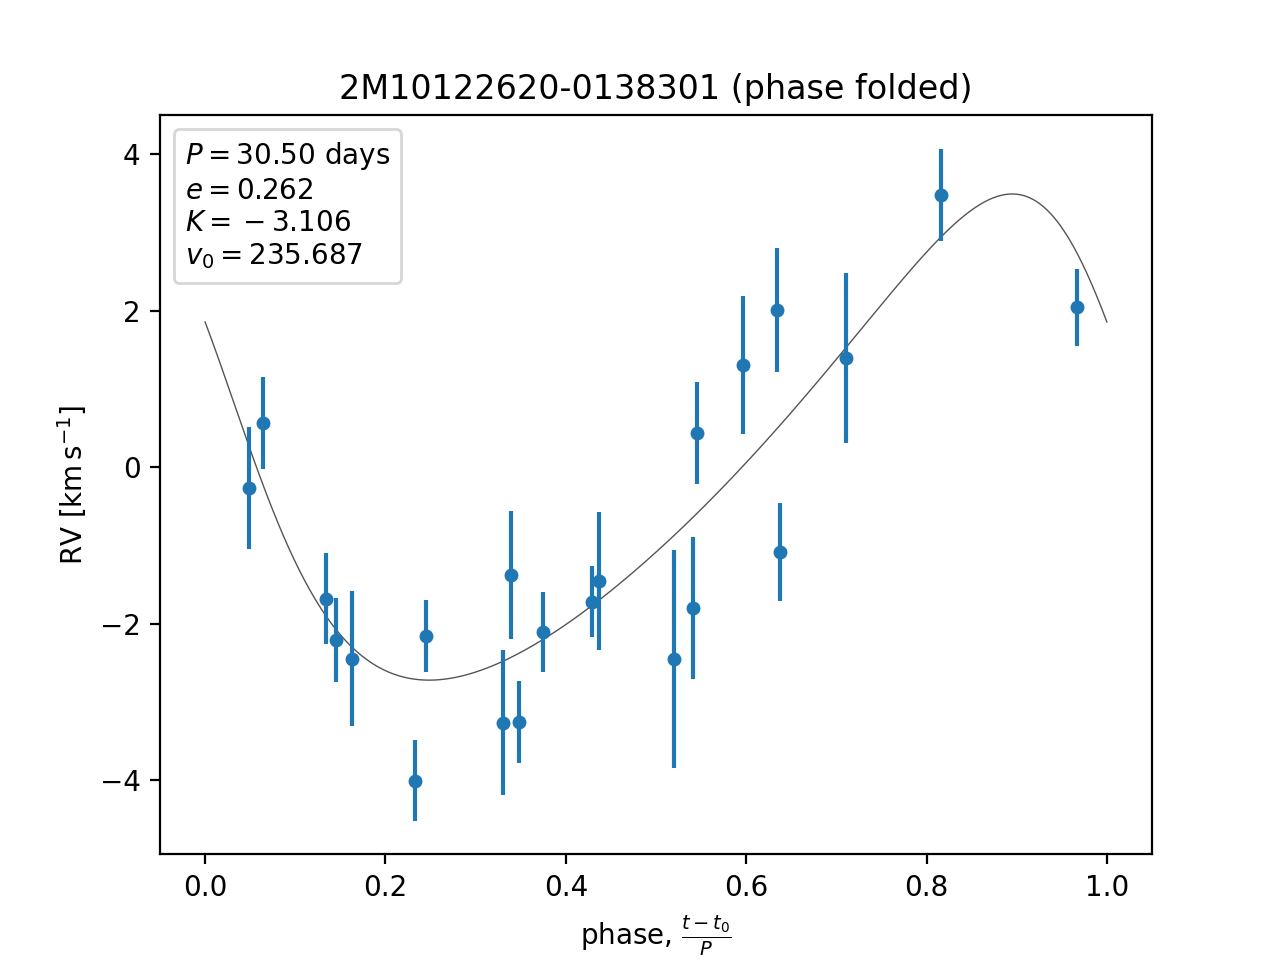 2M10122620-0138301 (phase folded)
P = 30.50 days
e = 0.262
K = −3.106
v₀ = 235.687
4
2
0
−2
−4
RV [km s⁻¹]
0.0 0.2 0.4 0.6 0.8 1.0
phase, (t − t₀)/P